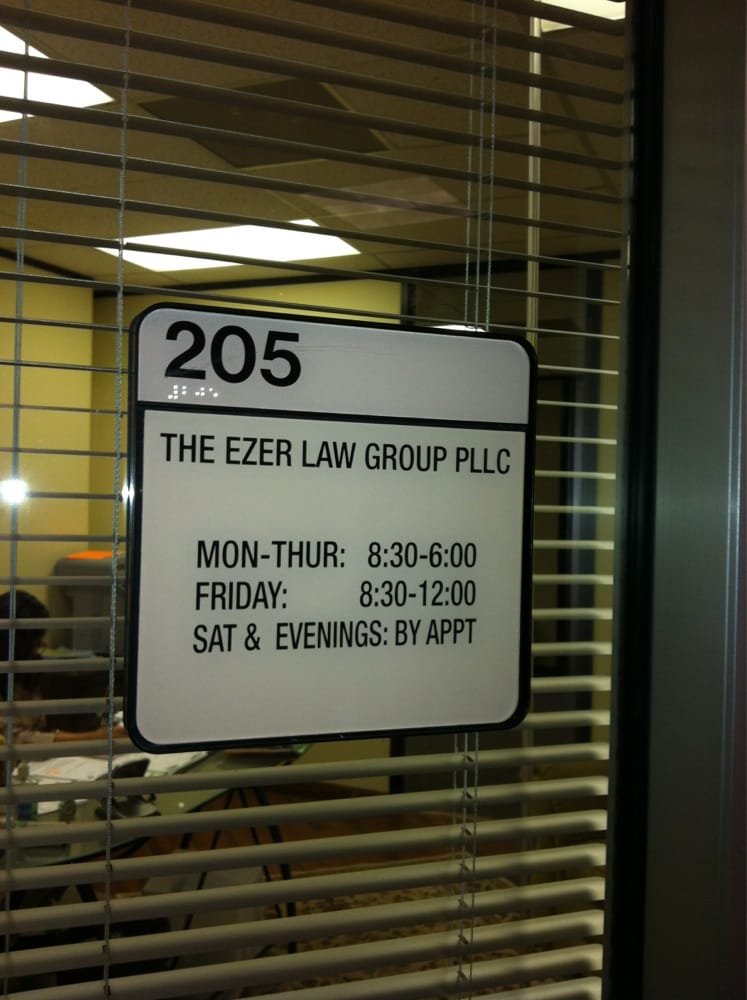 205
THE EZER LAW GROUP PLLC
MON-THUR: 8:30-6:00
FRIDAY: 8:30-12:00
SAT & EVENINGS: BY APPT